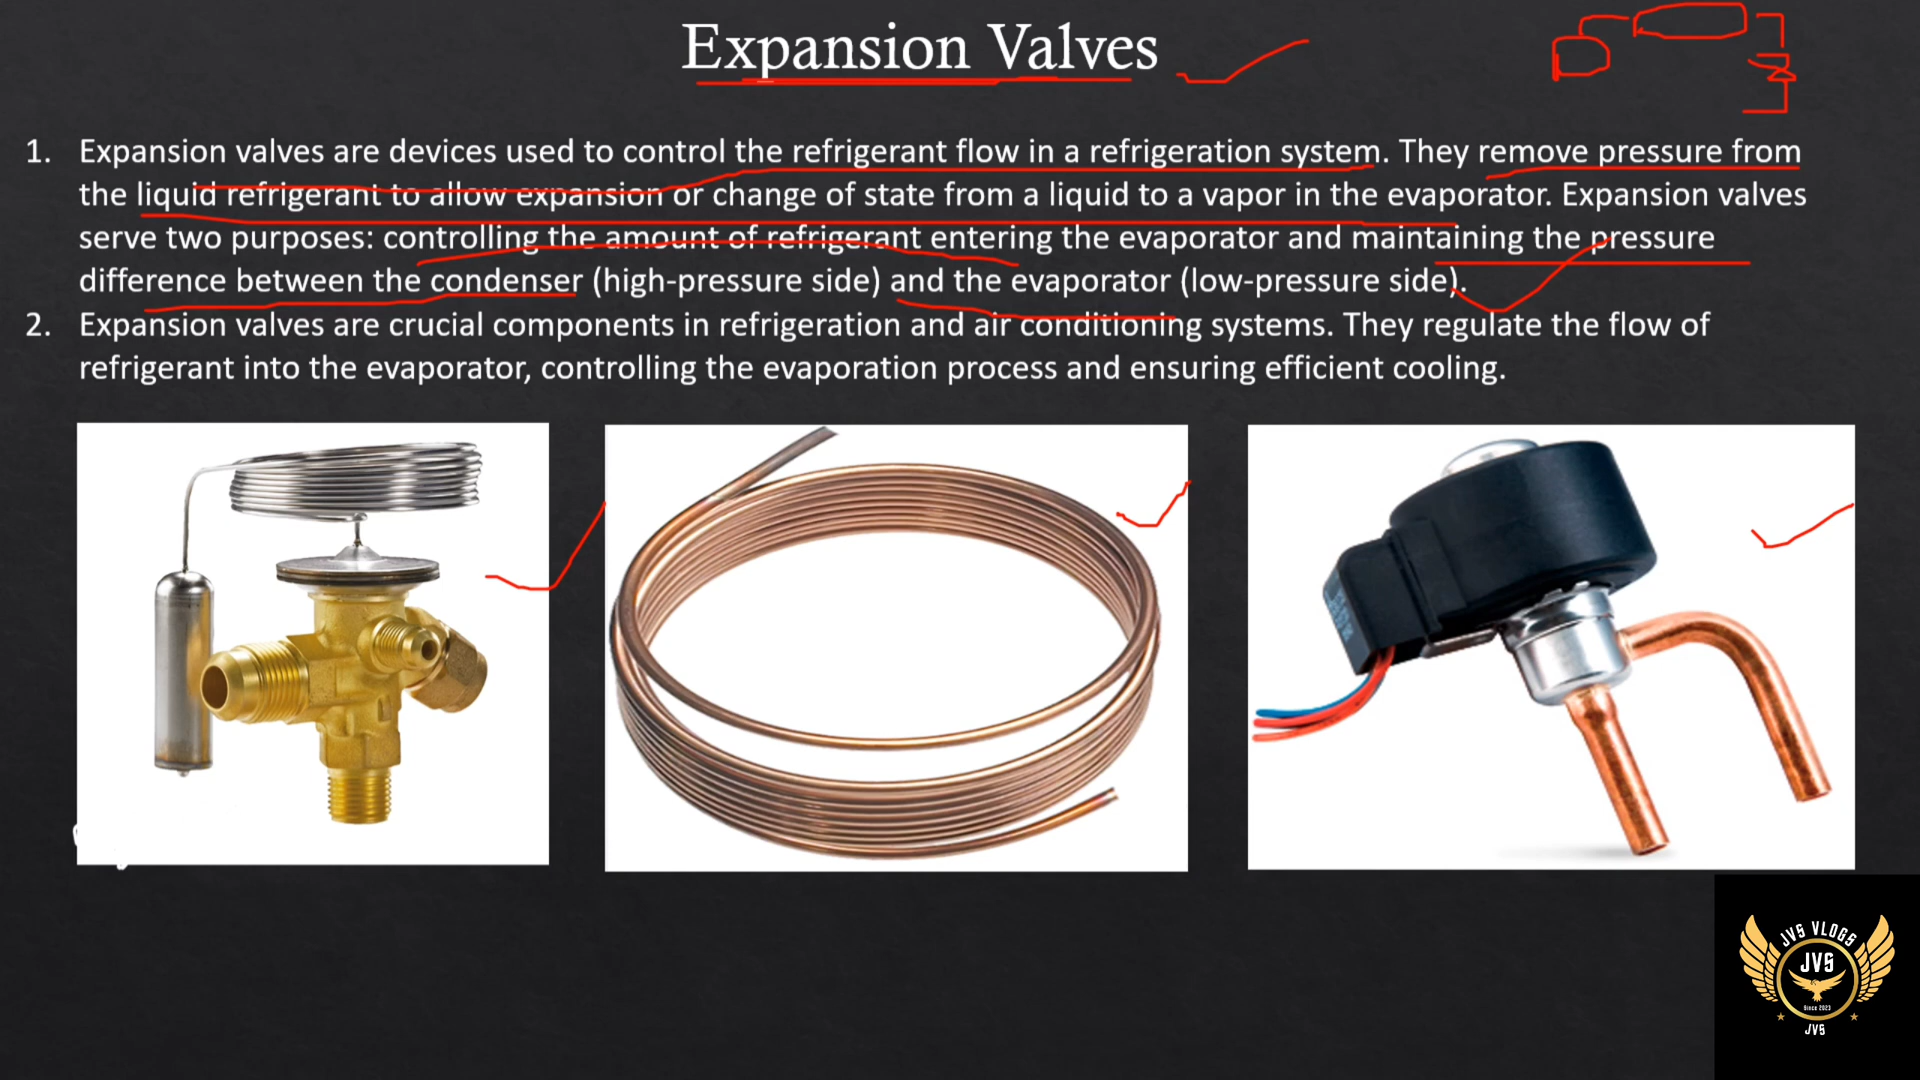 Expansion Valves
1. Expansion valves are devices used to control the refrigerant flow in a refrigeration system. They remove pressure from
the liquid refrigerant to allow expansion or change of state from a liquid to a vapor in the evaporator. Expansion valves
serve two purposes: controlling the amount of refrigerant entering the evaporator and maintaining the pressure
difference between the condenser (high-pressure side) and the evaporator (low-pressure side).
2. Expansion valves are crucial components in refrigeration and air conditioning systems. They regulate the flow of
refrigerant into the evaporator, controlling the evaporation process and ensuring efficient cooling.
JVS VLOGS
JVS
Since 2023
JVS